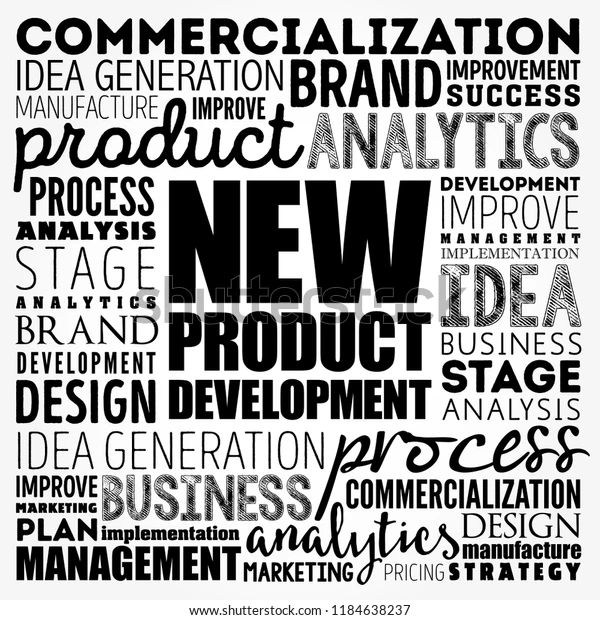 COMMERCIALIZATION
IDEA GENERATION
MANUFACTURE
IMPROVE
BRAND
IMPROVEMENT
SUCCESS
product
ANALYTICS
PROCESS
ANALYSIS
STAGE
ANALYTICS
BRAND
DEVELOPMENT
DESIGN
NEW
PRODUCT
DEVELOPMENT
DEVELOPMENT
IMPROVE
MANAGEMENT
IMPLEMENTATION
IDEA
BUSINESS
STAGE
ANALYSIS
IDEA GENERATION
process
IMPROVE
MARKETING
BUSINESS
COMMERCIALIZATION
PLAN
implementation
analytics
DESIGN
manufacture
MANAGEMENT
MARKETING
PRICING
STRATEGY
shutterstock
shutterstock.com · 1184638237